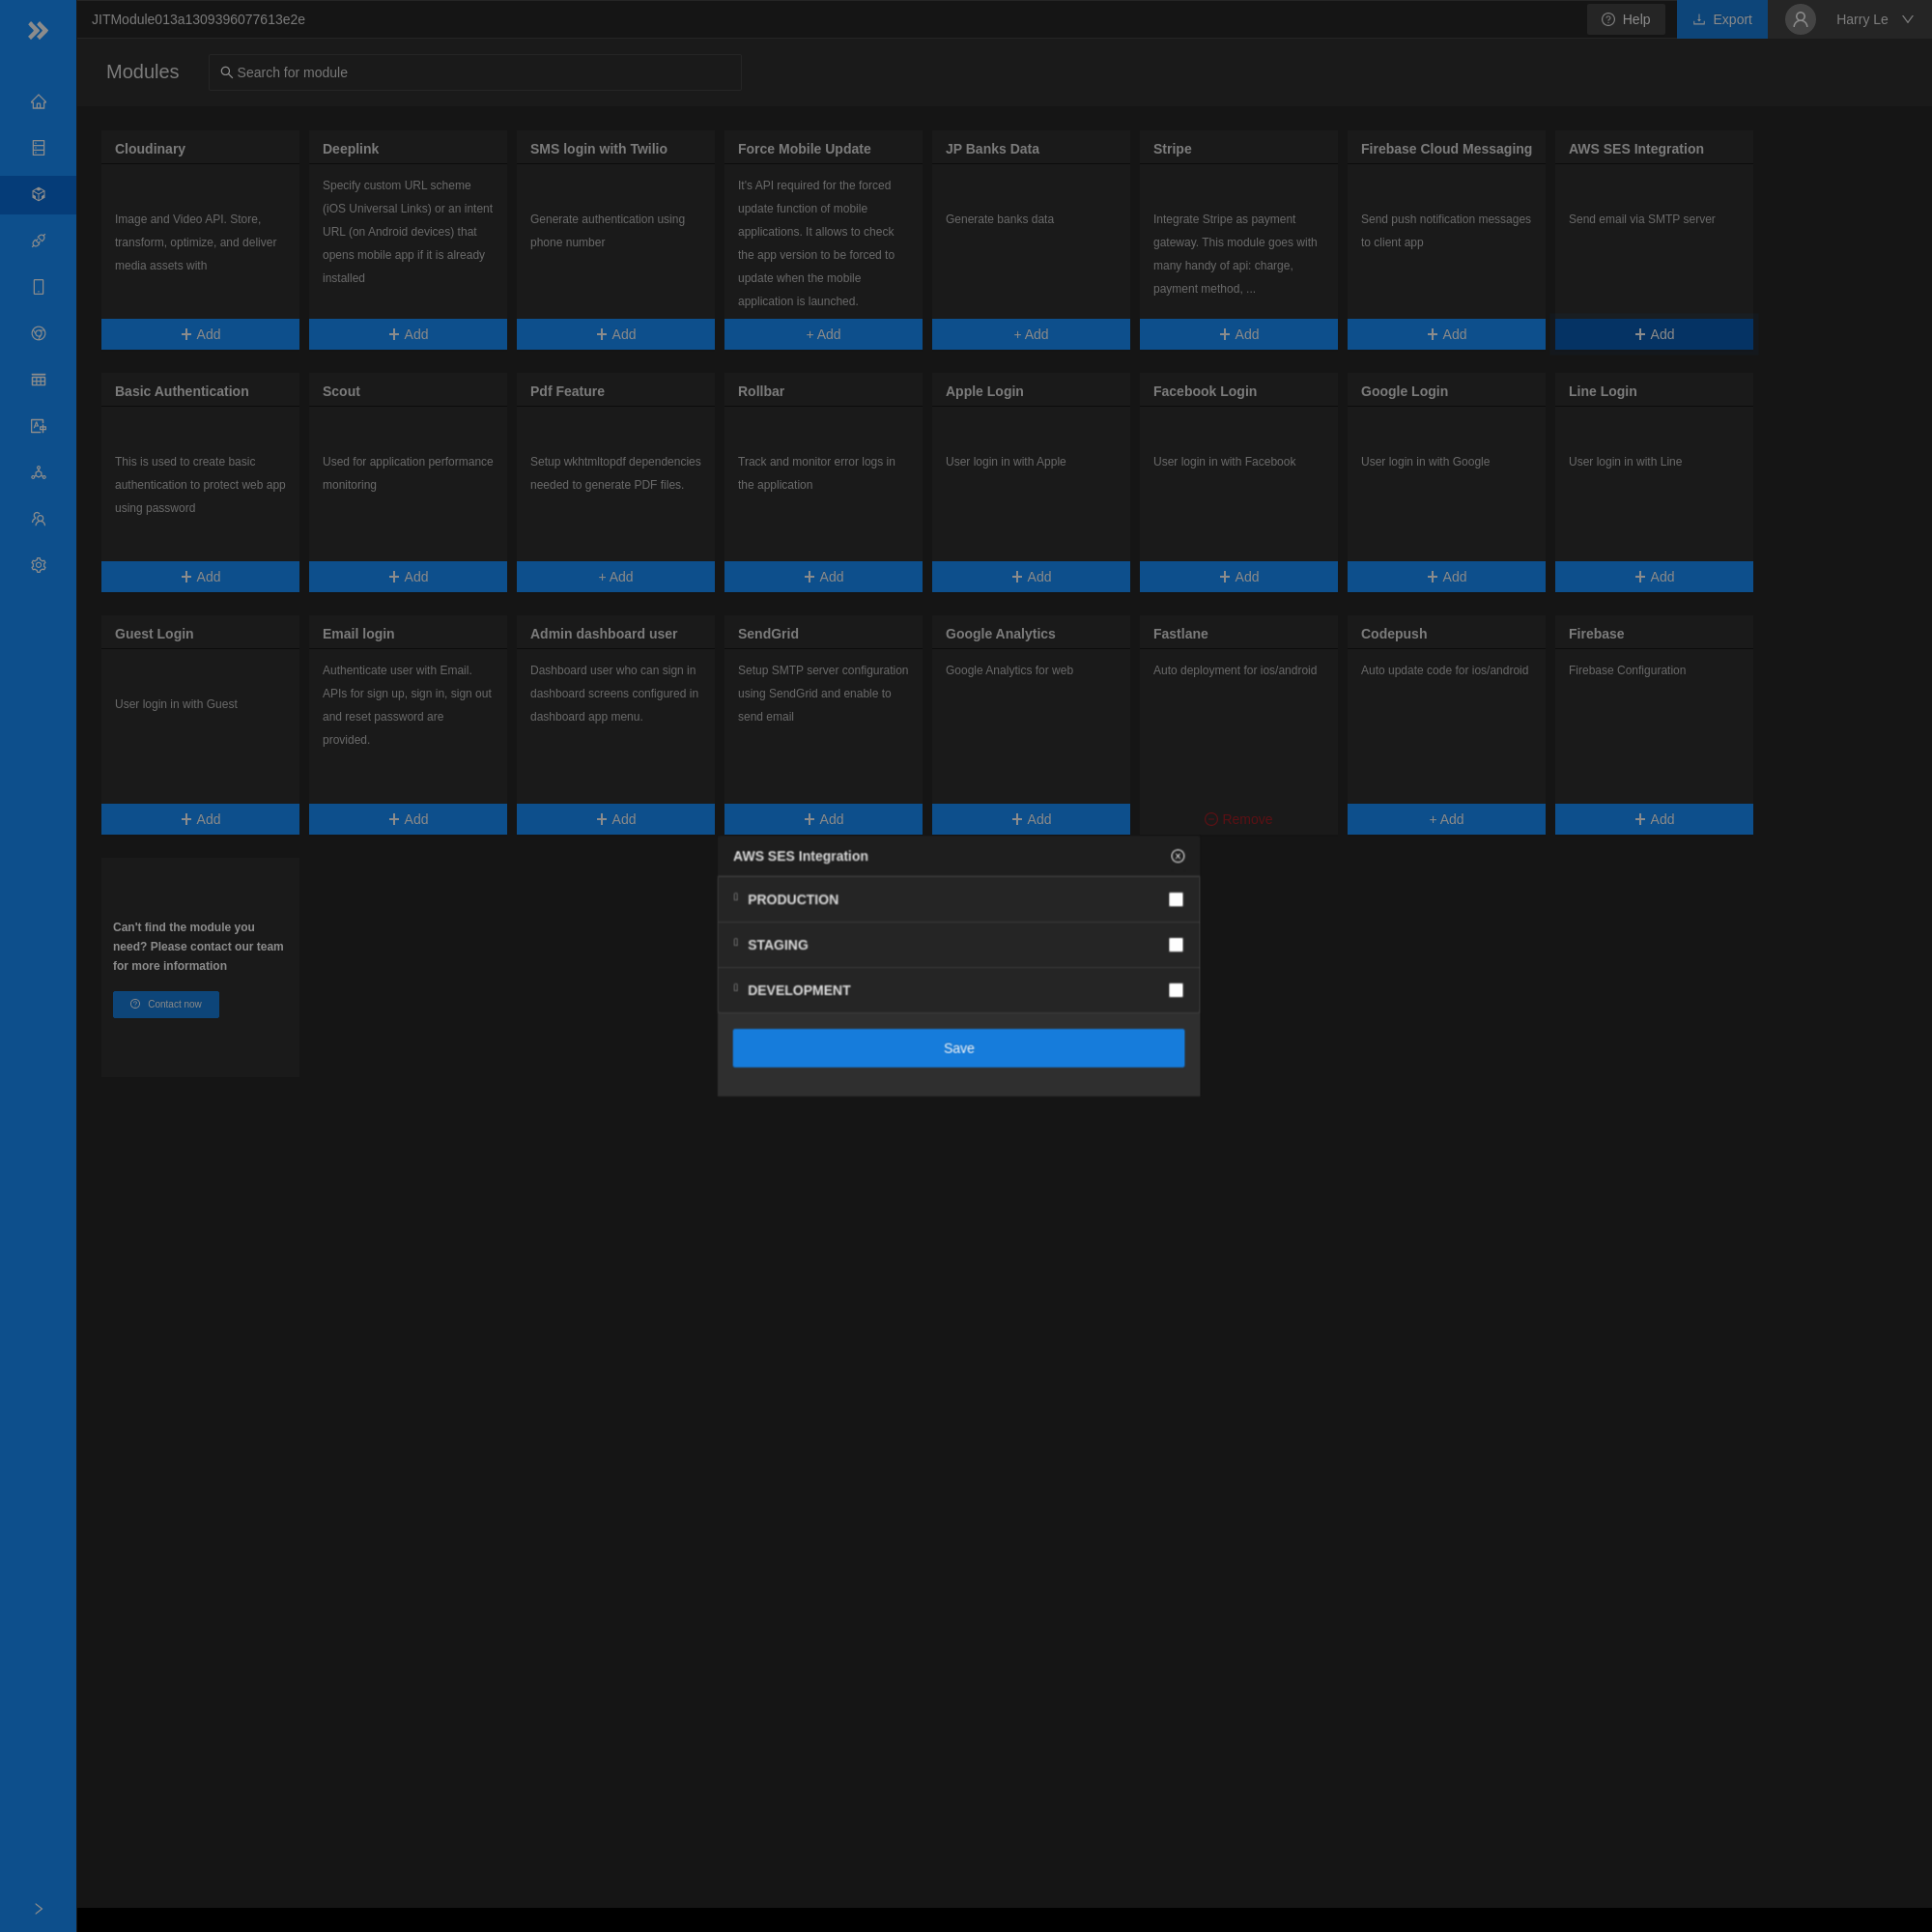 JITModule013a1309396077613e2e
Help
Export
Harry Le
Modules
Search for module
Cloudinary
Image and Video API. Store,
transform, optimize, and deliver
media assets with
Add
Deeplink
Specify custom URL scheme
(iOS Universal Links) or an intent
URL (on Android devices) that
opens mobile app if it is already
installed
Add
SMS login with Twilio
Generate authentication using
phone number
Add
Force Mobile Update
It's API required for the forced
update function of mobile
applications. It allows to check
the app version to be forced to
update when the mobile
application is launched.
+ Add
JP Banks Data
Generate banks data
+ Add
Stripe
Integrate Stripe as payment
gateway. This module goes with
many handy of api: charge,
payment method, ...
Add
Firebase Cloud Messaging
Send push notification messages
to client app
Add
AWS SES Integration
Send email via SMTP server
Add
Basic Authentication
This is used to create basic
authentication to protect web app
using password
Add
Scout
Used for application performance
monitoring
Add
Pdf Feature
Setup wkhtmltopdf dependencies
needed to generate PDF files.
+ Add
Rollbar
Track and monitor error logs in
the application
Add
Apple Login
User login in with Apple
Add
Facebook Login
User login in with Facebook
Add
Google Login
User login in with Google
Add
Line Login
User login in with Line
Add
Guest Login
User login in with Guest
Add
Email login
Authenticate user with Email.
APIs for sign up, sign in, sign out
and reset password are
provided.
Add
Admin dashboard user
Dashboard user who can sign in
dashboard screens configured in
dashboard app menu.
Add
SendGrid
Setup SMTP server configuration
using SendGrid and enable to
send email
Add
Google Analytics
Google Analytics for web
Add
Fastlane
Auto deployment for ios/android
Remove
Codepush
Auto update code for ios/android
+ Add
Firebase
Firebase Configuration
Add
Can't find the module you
need? Please contact our team
for more information
Contact now
AWS SES Integration
PRODUCTION
STAGING
DEVELOPMENT
Save